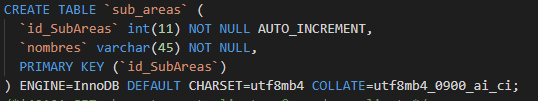 CREATE TABLE `sub_areas` (
  `id_SubAreas` int(11) NOT NULL AUTO_INCREMENT,
  `nombres` varchar(45) NOT NULL,
  PRIMARY KEY (`id_SubAreas`)
) ENGINE=InnoDB DEFAULT CHARSET=utf8mb4 COLLATE=utf8mb4_0900_ai_ci;